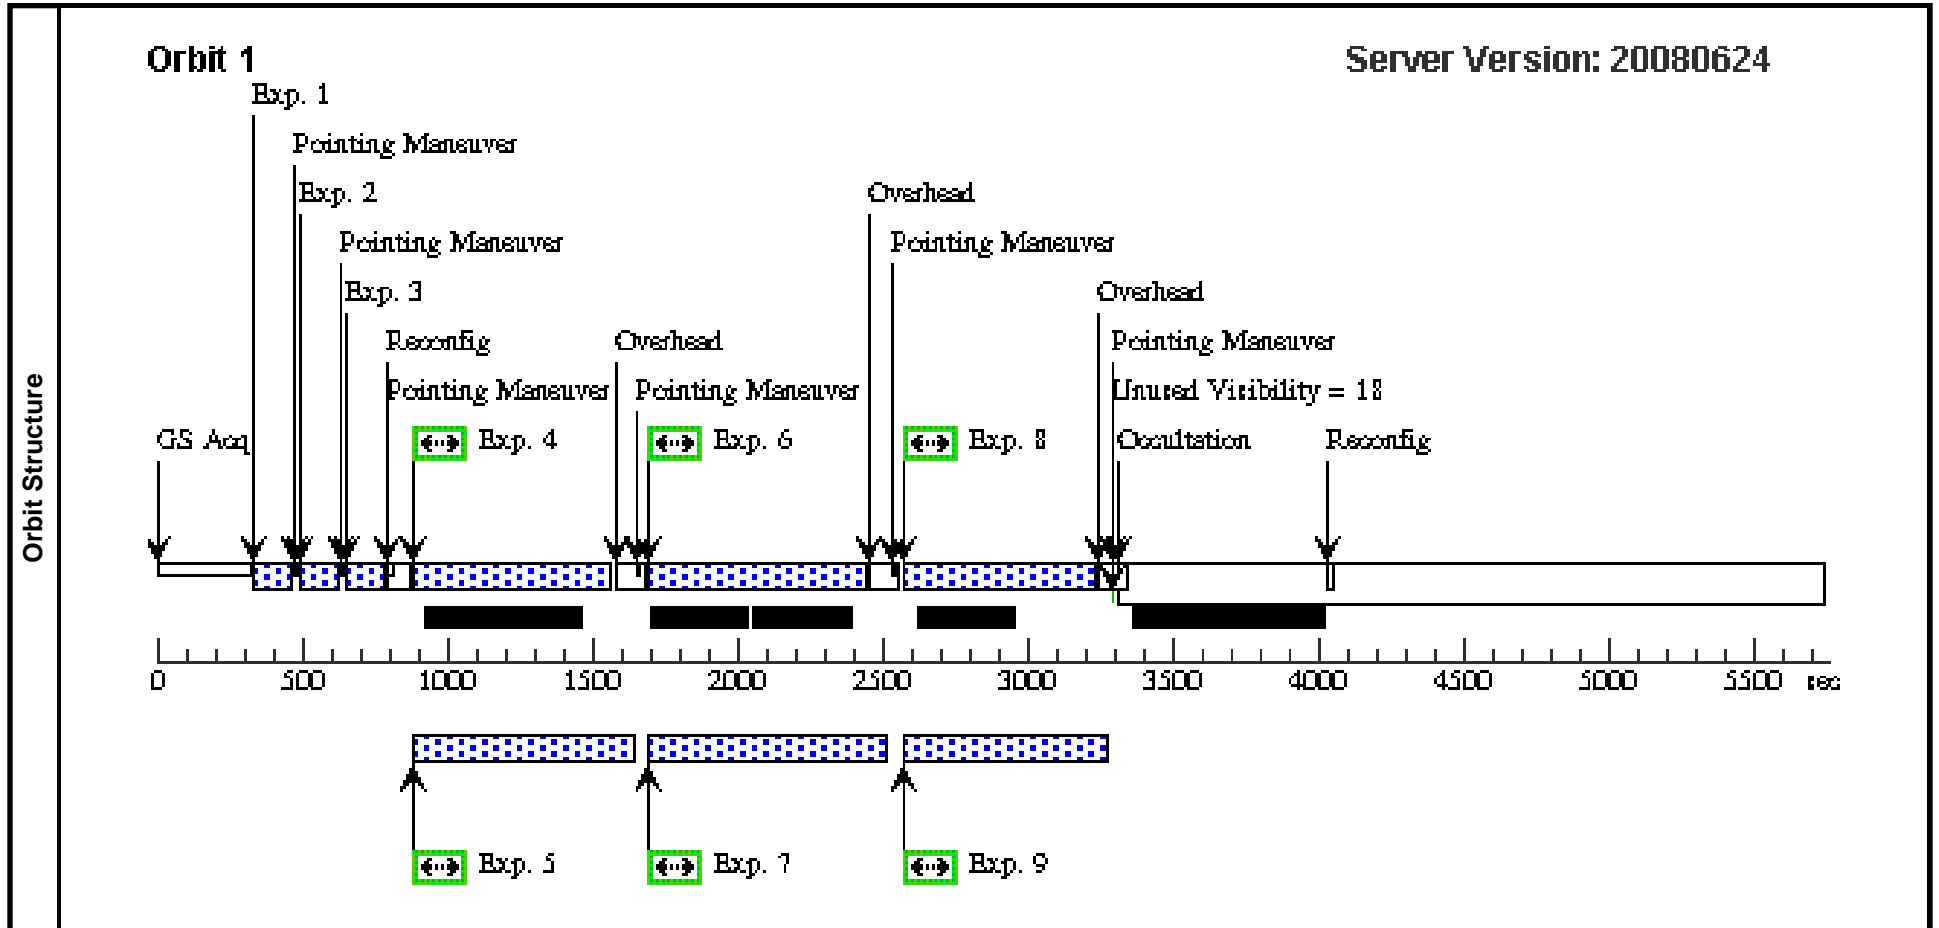 Orbit Structure
Orbit 1
Server Version: 20080624
Exp. 1
Pointing Maneuver
Exp. 2
Overhead
Pointing Maneuver
Pointing Maneuver
Exp. 3
Overhead
Reconfig
Overhead
Pointing Maneuver
Pointing Maneuver
Pointing Maneuver
Unused Visibility = 18
GS Acq
Exp. 4
Exp. 6
Exp. 8
Occultation
Reconfig
0 500 1000 1500 2000 2500 3000 3500 4000 4500 5000 5500 sec
Exp. 5
Exp. 7
Exp. 9